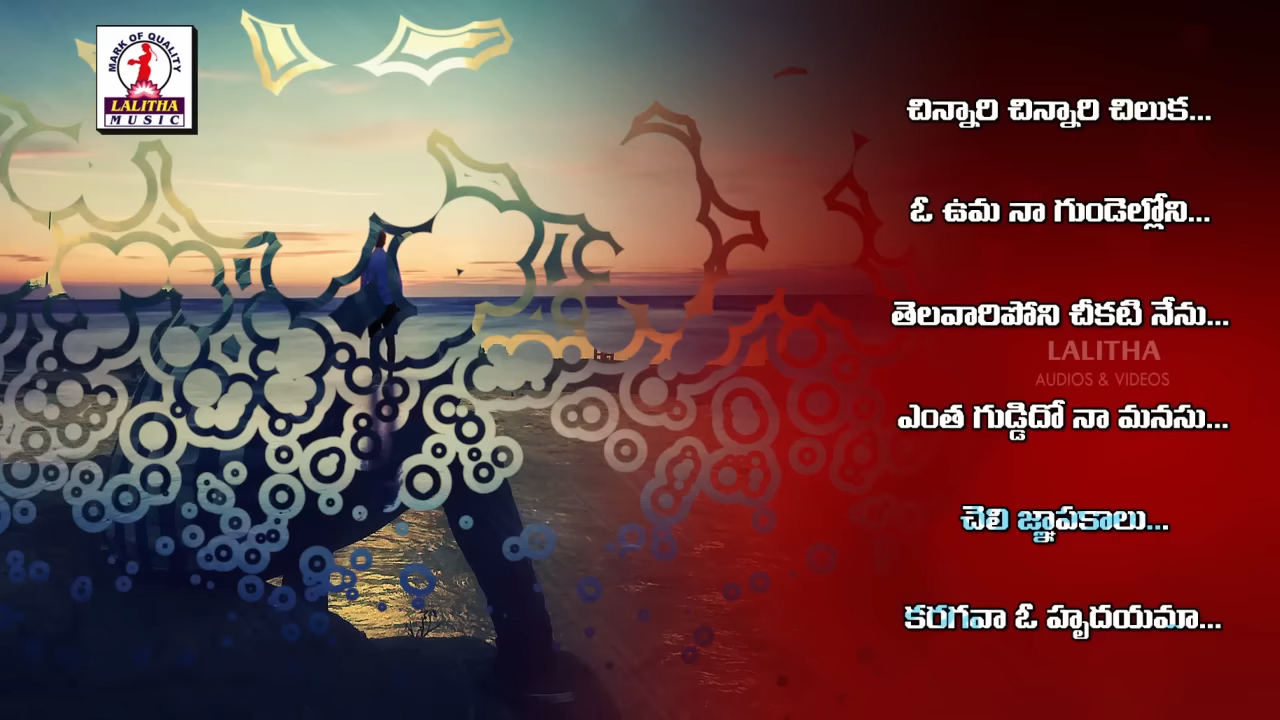 MARK OF QUALITY
LALITHA
MUSIC
చిన్నారి చిన్నారి చిలుక...
ఓ ఉమ నా గుండెల్లోని...
తెలవారిపోని చీకటి నేను...
LALITHA
AUDIOS & VIDEOS
ఎంత గుడ్డిదో నా మనసు...
చెలి జ్ఞాపకాలు...
కరగవా ఓ హృదయమా...